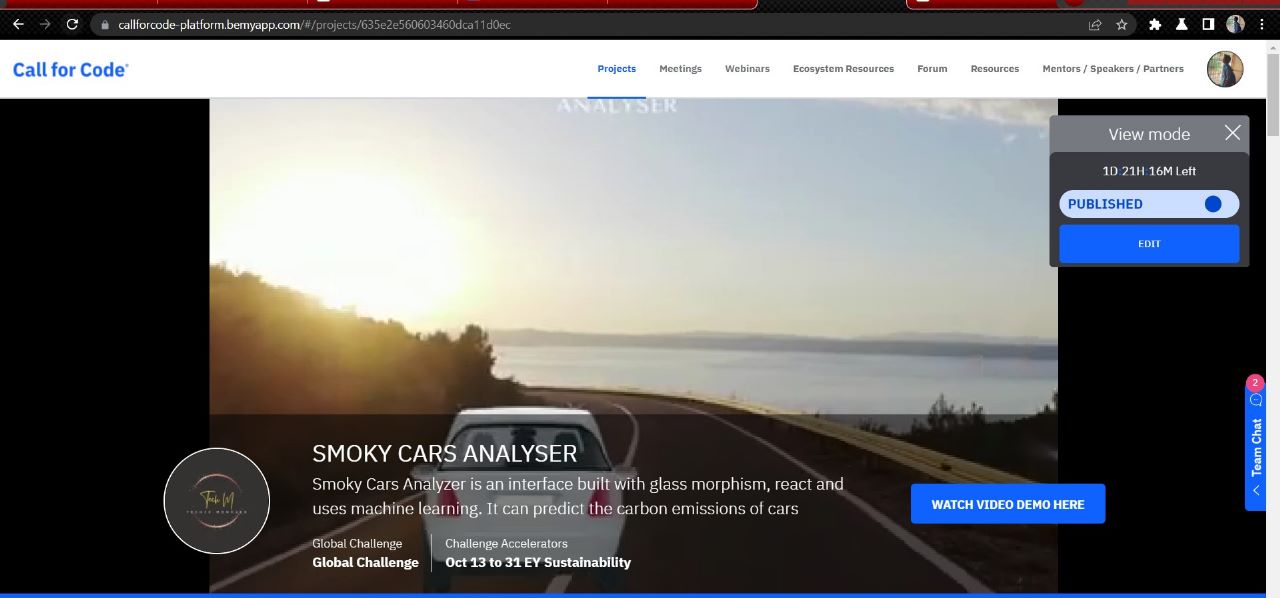 callforcode-platform.bemyapp.com/#/projects/635e2e560603460dca11d0ec
Call for Code
Projects
Meetings
Webinars
Ecosystem Resources
Forum
Resources
Mentors / Speakers / Partners
ANALYSER
View mode
1D:21H:16M Left
PUBLISHED
EDIT
2
Team Chat
Tech M
SMOKY CARS ANALYSER
Smoky Cars Analyzer is an interface built with glass morphism, react and
uses machine learning. It can predict the carbon emissions of cars
WATCH VIDEO DEMO HERE
Global Challenge
Challenge Accelerators
Global Challenge
Oct 13 to 31 EY Sustainability